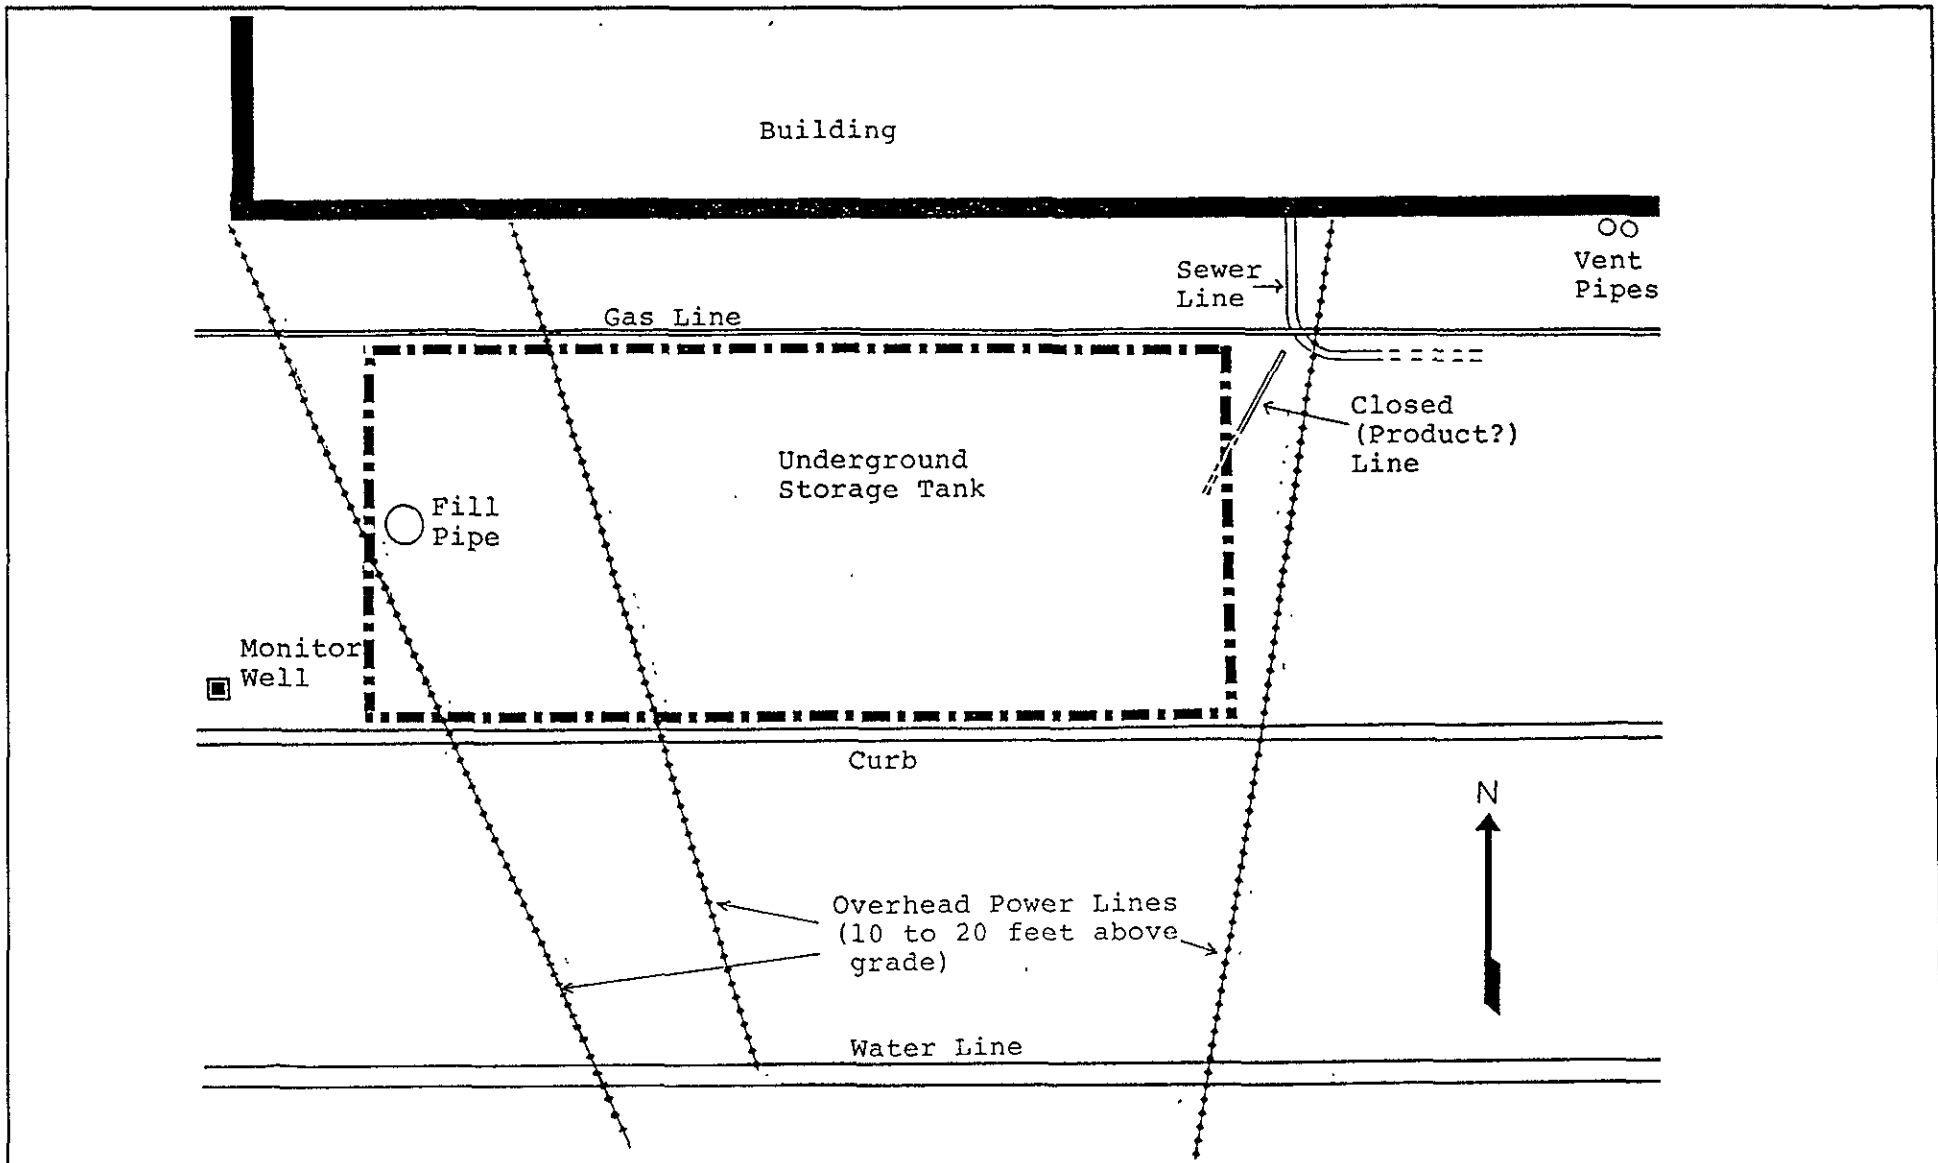 Building
Sewer
Line
Vent
Pipes
Gas Line
Closed
(Product?)
Line
Underground
Storage Tank
Fill
Pipe
Monitor
Well
Curb
N
Overhead Power Lines
(10 to 20 feet above
grade)
Water Line